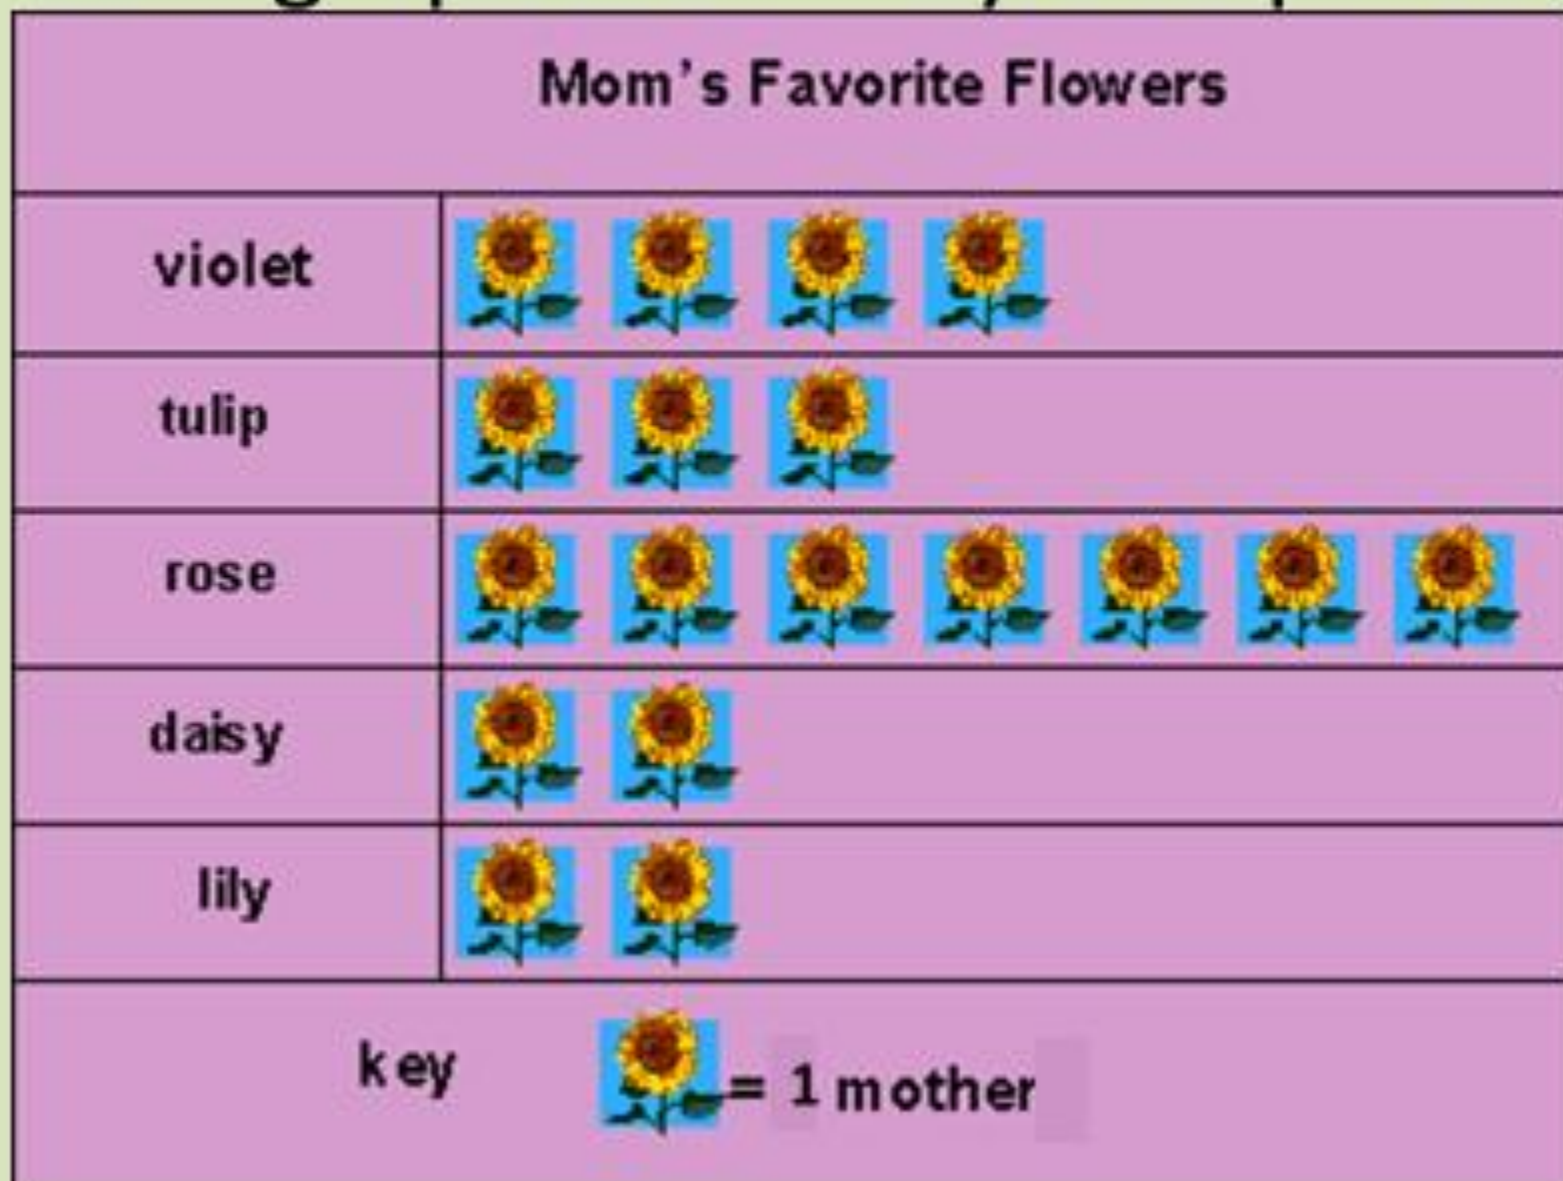 Mom's Favorite Flowers
violet
tulip
rose
daisy
lily
key = 1 mother